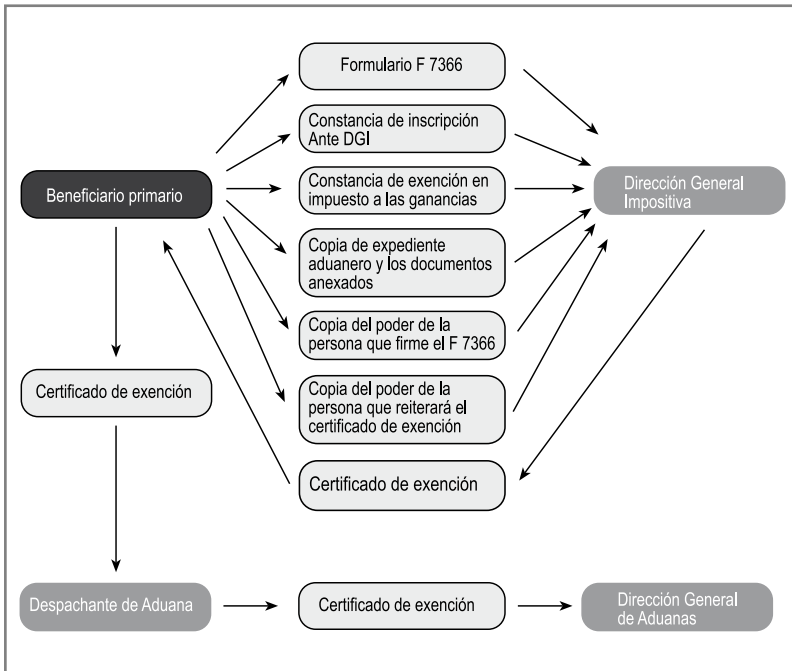 Formulario F 7366
Constancia de inscripción
Ante DGI
Beneficiario primario
Constancia de exención en
impuesto a las ganancias
Dirección General
Impositiva
Copia de expediente
aduanero y los documentos
anexados
Copia del poder de la
persona que firme el F 7366
Certificado de exención
Copia del poder de la
persona que reiterará el
certificado de exención
Certificado de exención
Despachante de Aduana
Certificado de exención
Dirección General
de Aduanas